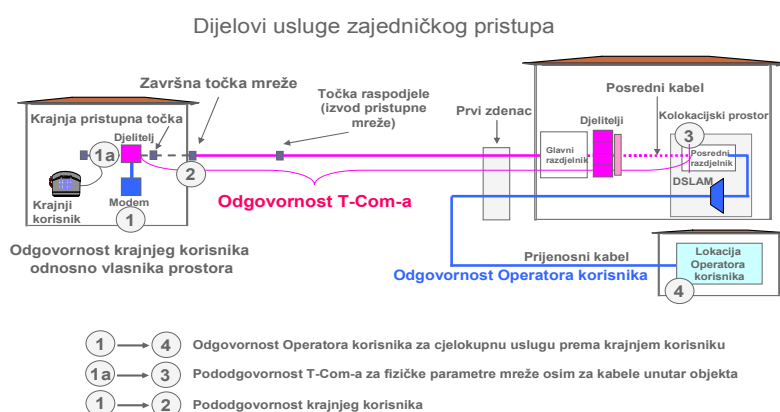 Dijelovi usluge zajedničkog pristupa
Završna točka mreže
Točka raspodjele
(izvod pristupne
mreže)
Posredni kabel
Prvi zdenac
Krajnja pristupna točka
Djelitelj
Djelitelji
Kolokacijski prostor
1a
2
3
Glavni
razdjelnik
Posredni
razdjelnik
DSLAM
Krajnji
korisnik
Modem
1
Odgovornost T-Com-a
Odgovornost krajnjeg korisnika
odnosno vlasnika prostora
Prijenosni kabel
Odgovornost Operatora korisnika
Lokacija
Operatora
korisnika
4
1 4 Odgovornost Operatora korisnika za cjelokupnu uslugu prema krajnjem korisniku
1a 3 Pododgovornost T-Com-a za fizičke parametre mreže osim za kabele unutar objekta
1 2 Pododgovornost krajnjeg korisnika